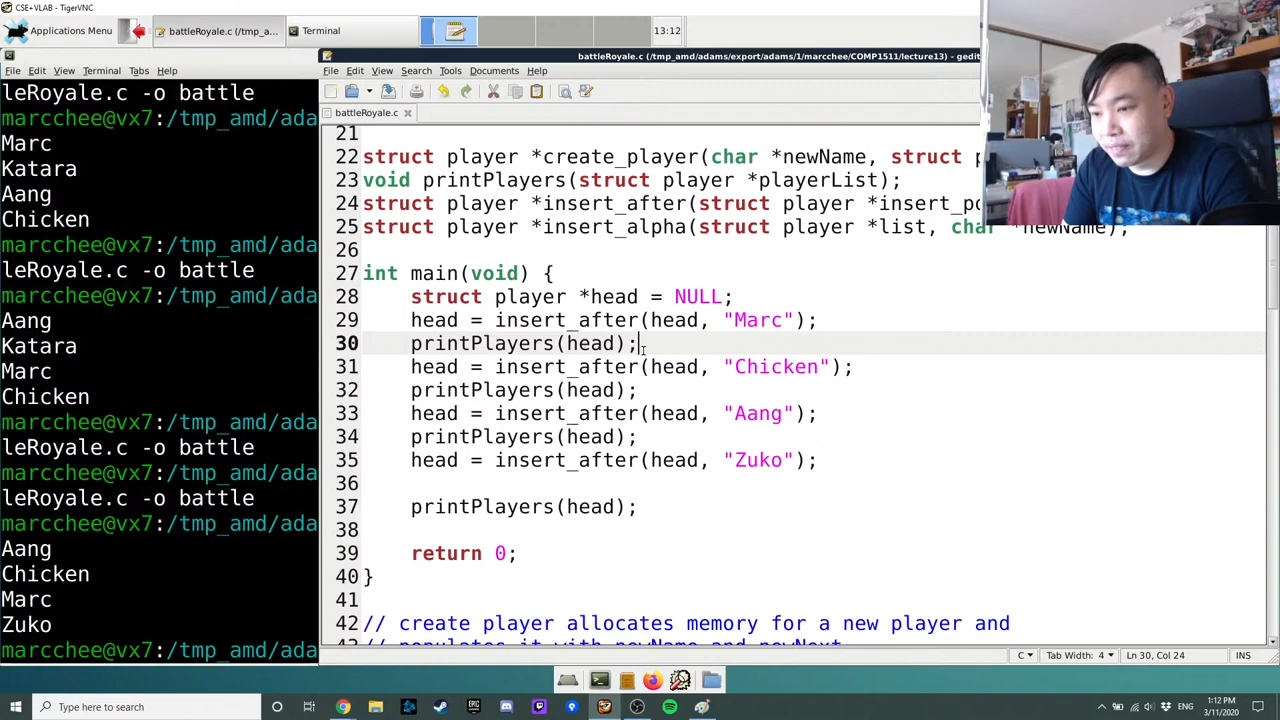 CSE+VLAB - TigerVNC
Applications Menu
battleRoyale.c (/tmp_a...
Terminal
13:12
battleRoyale.c (/tmp_amd/adams/export/adams/1/marcchee/COMP1511/lecture13) - gedit
File Edit View Terminal Tabs Help
File Edit View Search Tools Documents Help
battleRoyale.c
leRoyale.c -o battle
marcchee@vx7:/tmp_amd/ada
Marc
Katara
Aang
Chicken
marcchee@vx7:/tmp_amd/ada
leRoyale.c -o battle
marcchee@vx7:/tmp_amd/ada
Aang
Katara
Marc
Chicken
marcchee@vx7:/tmp_amd/ada
leRoyale.c -o battle
marcchee@vx7:/tmp_amd/ada
leRoyale.c -o battle
marcchee@vx7:/tmp_amd/ada
Aang
Chicken
Marc
Zuko
marcchee@vx7:/tmp_amd/ada
21
22 struct player *create_player(char *newName, struct p
23 void printPlayers(struct player *playerList);
24 struct player *insert_after(struct player *insert_po
25 struct player *insert_alpha(struct player *list, char *newName);
26
27 int main(void) {
28     struct player *head = NULL;
29     head = insert_after(head, "Marc");
30     printPlayers(head);
31     head = insert_after(head, "Chicken");
32     printPlayers(head);
33     head = insert_after(head, "Aang");
34     printPlayers(head);
35     head = insert_after(head, "Zuko");
36
37     printPlayers(head);
38
39     return 0;
40 }
41
42 // create player allocates memory for a new player and
// populates it with newName and newNext
C Tab Width: 4 Ln 30, Col 24 INS
Type here to search
ENG
1:12 PM
3/11/2020